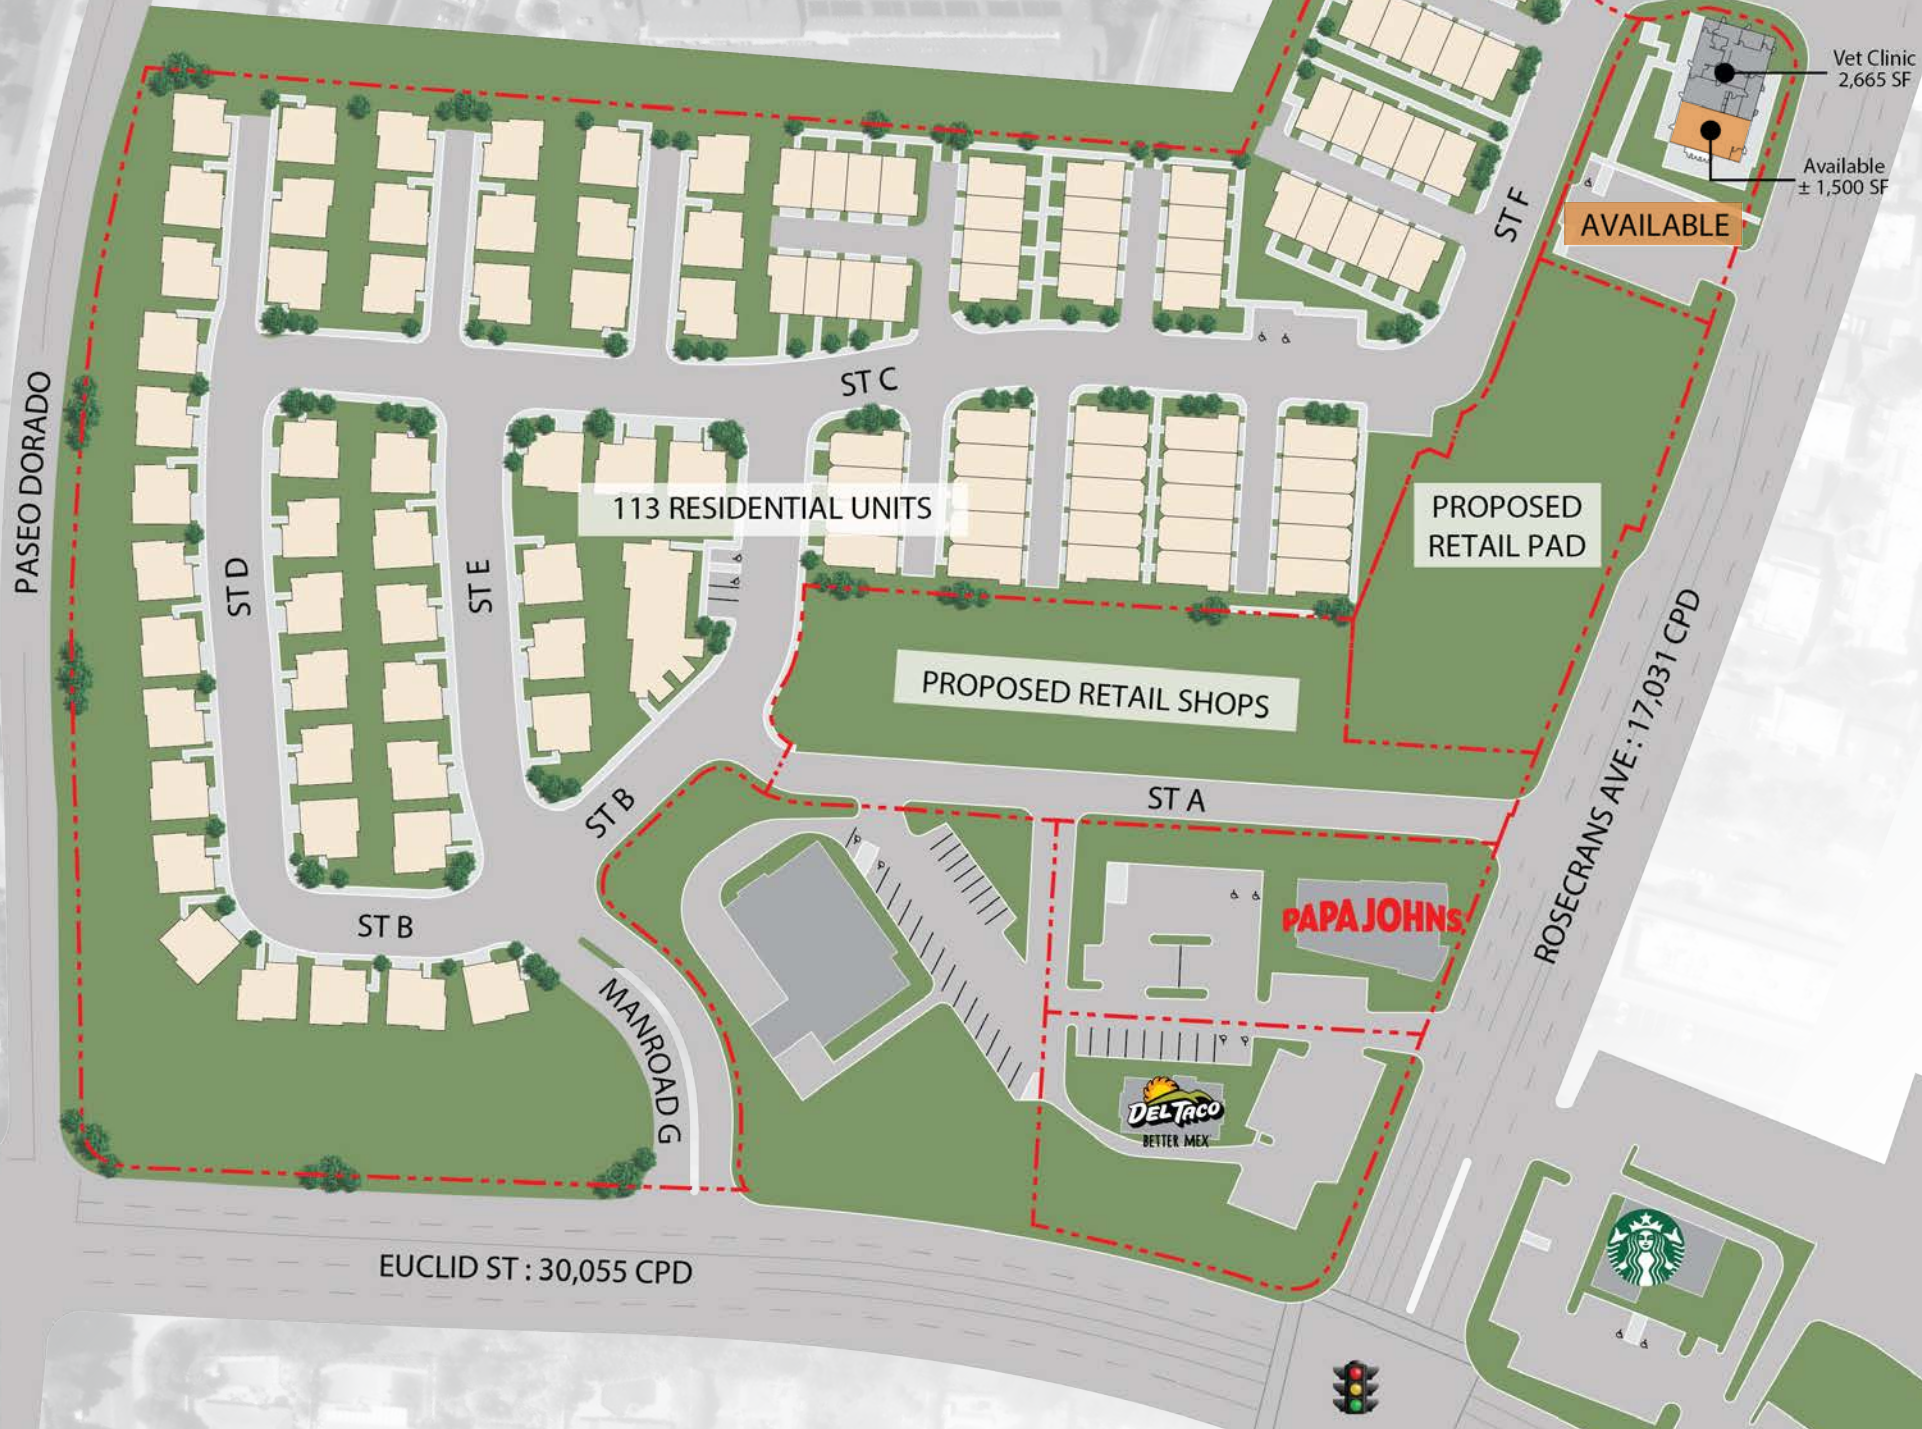 Vet Clinic
2,665 SF
Available
± 1,500 SF
AVAILABLE
ST F
ST C
PASEO DORADO
113 RESIDENTIAL UNITS
PROPOSED
RETAIL PAD
ST D
ST E
PROPOSED RETAIL SHOPS
ROSECRANS AVE : 17,031 CPD
ST B
ST A
ST B
PAPA JOHNS
MANROAD G
DEL TACO
BETTER MEX
EUCLID ST : 30,055 CPD